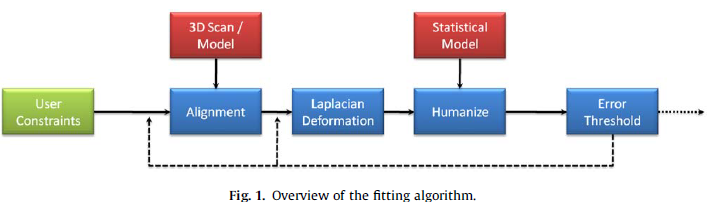 3D Scan /
Model
Statistical
Model
User
Constraints
Alignment
Laplacian
Deformation
Humanize
Error
Threshold
Fig. 1. Overview of the fitting algorithm.